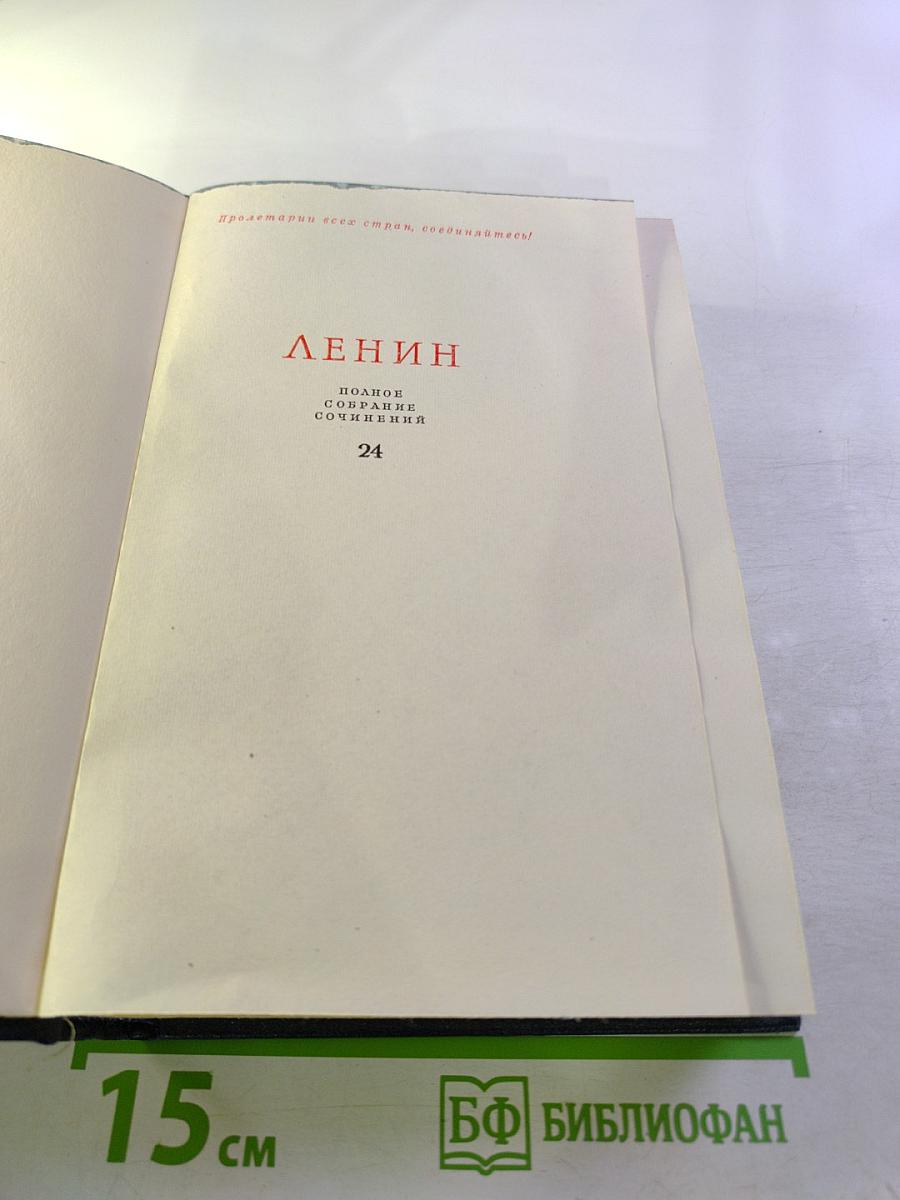 Пролетарии всех стран, соединяйтесь!
ЛЕНИН
ПОЛНОЕ
СОБРАНИЕ
СОЧИНЕНИЙ
24
15 см
БФ БИБЛИОФАН